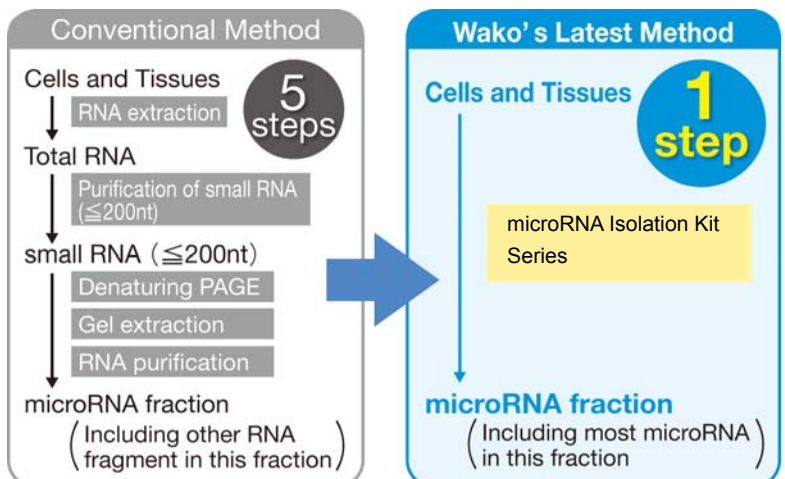 Conventional Method
Cells and Tissues
5
steps
RNA extraction
Total RNA
Purification of small RNA
(≦200nt)
small RNA (≦200nt)
Denaturing PAGE
Gel extraction
RNA purification
microRNA fraction
(Including other RNA
fragment in this fraction)
Wako's Latest Method
Cells and Tissues
1
step
microRNA Isolation Kit
Series
microRNA fraction
(Including most microRNA
in this fraction)